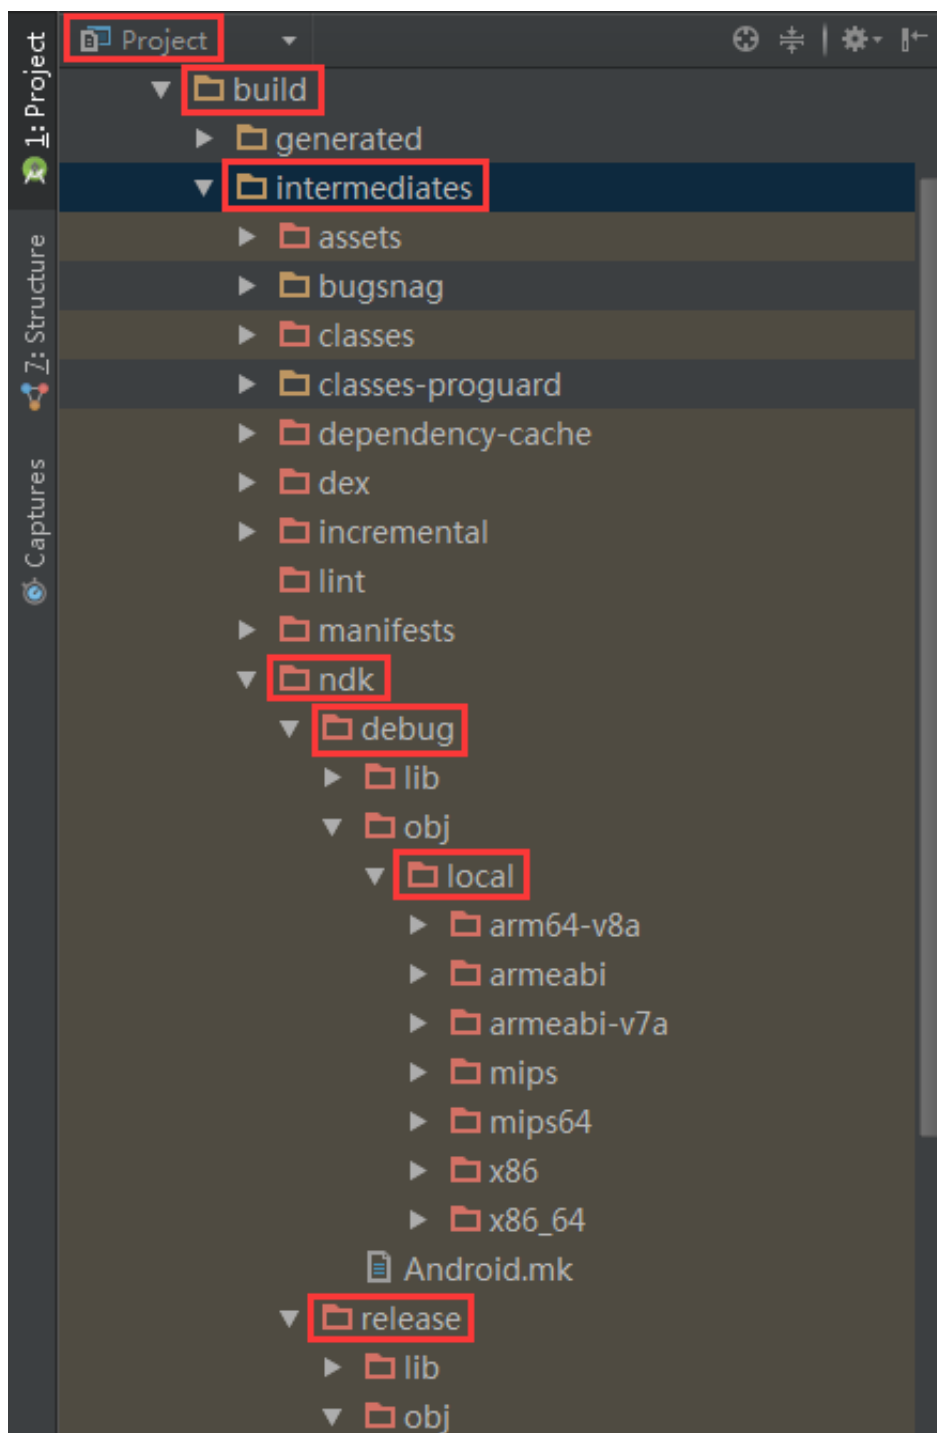 Project
build
generated
intermediates
assets
bugsnag
classes
classes-proguard
dependency-cache
dex
incremental
lint
manifests
ndk
debug
lib
obj
local
arm64-v8a
armeabi
armeabi-v7a
mips
mips64
x86
x86_64
Android.mk
release
lib
obj
1: Project
7: Structure
Captures